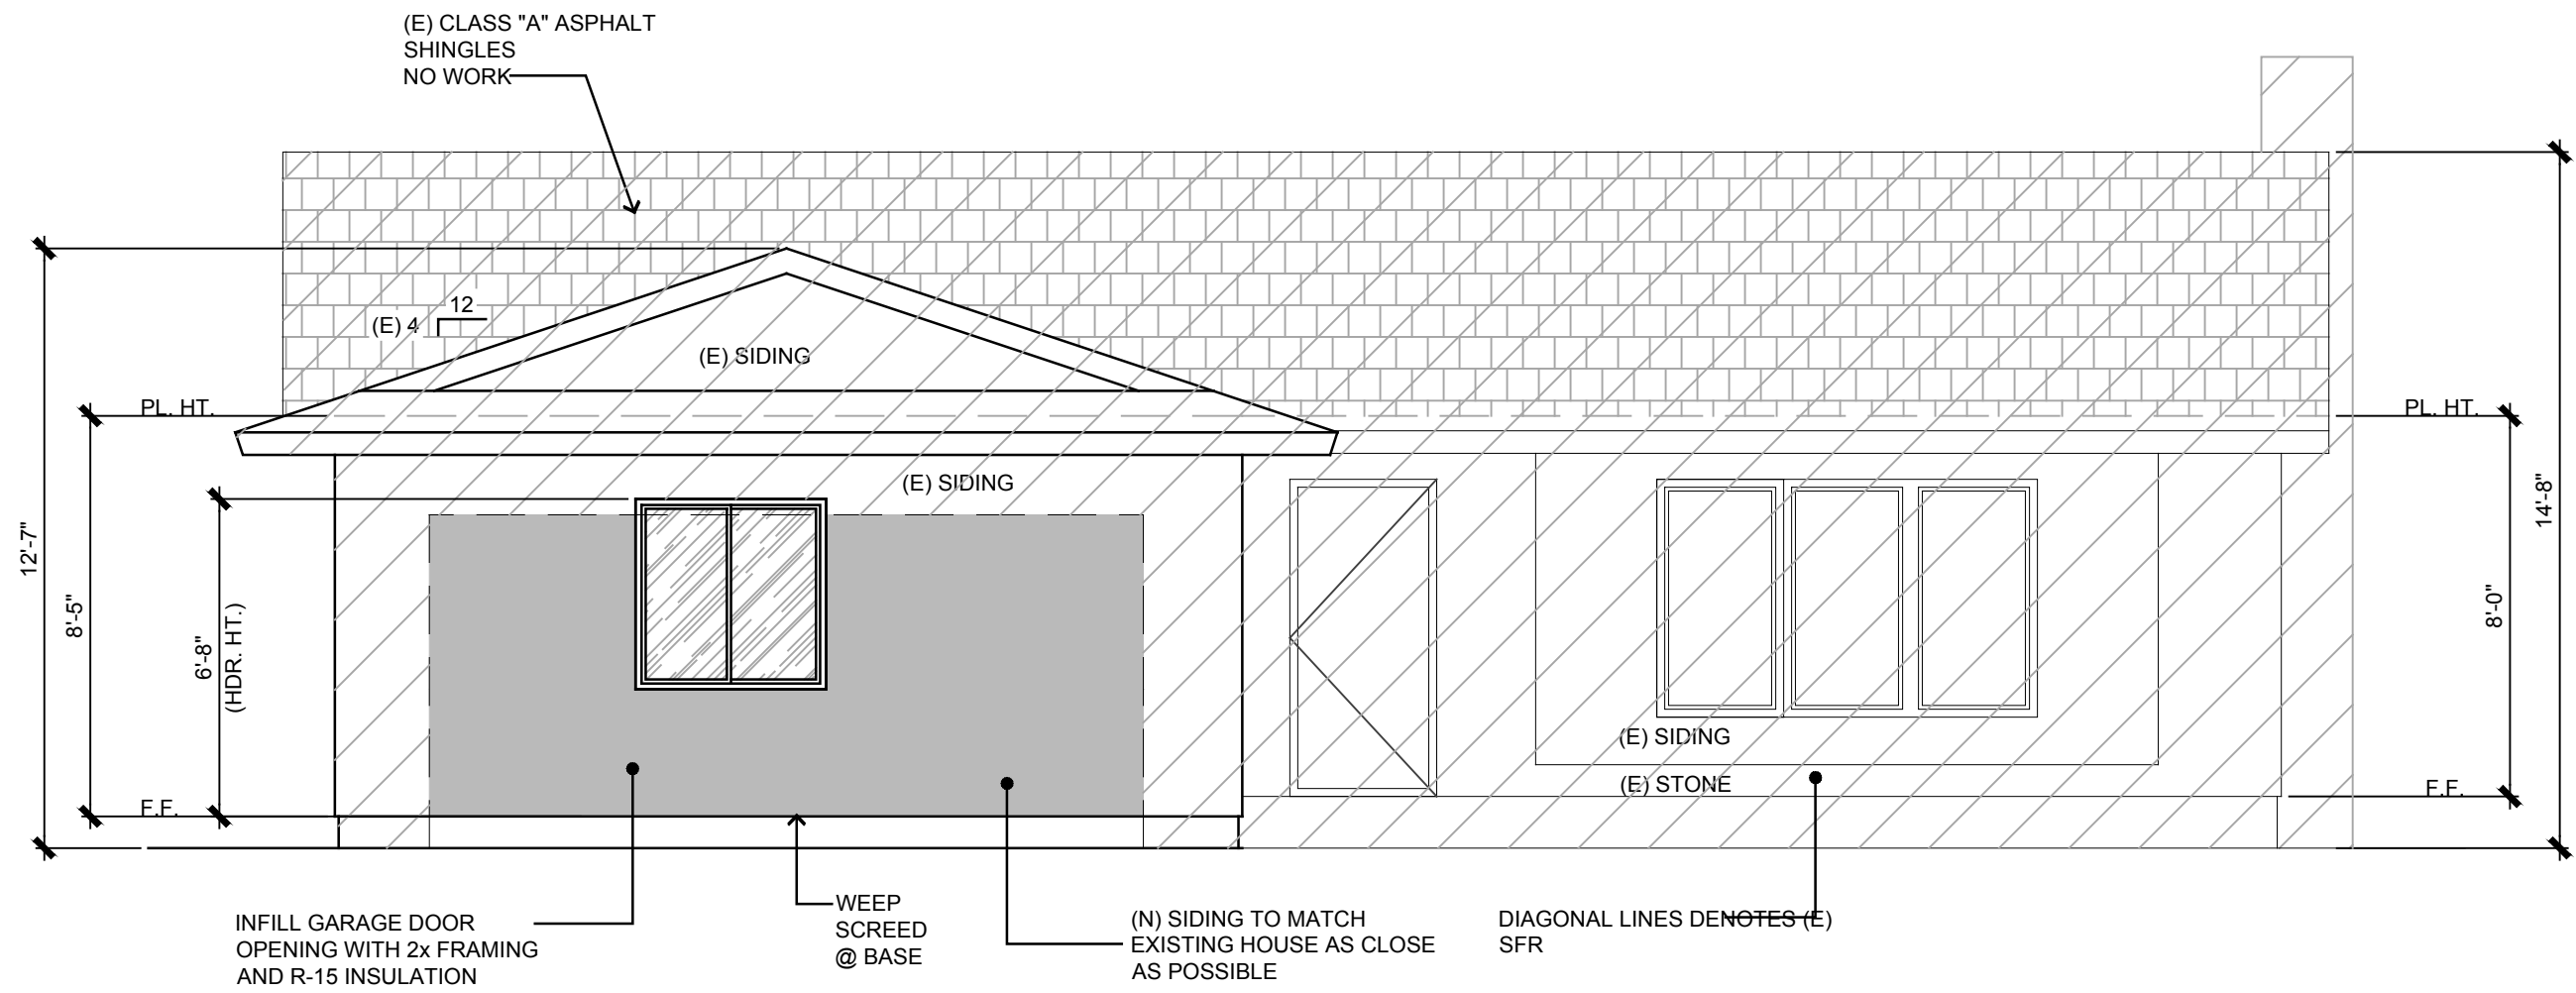 (E) CLASS "A" ASPHALT
SHINGLES
NO WORK
12
(E) 4
(E) SIDING
PL. HT.
PL. HT.
(E) SIDING
12'-7"
8'-5"
6'-8"
(HDR. HT.)
14'-8"
8'-0"
(E) SIDING
(E) STONE
F.F.
F.F.
INFILL GARAGE DOOR
OPENING WITH 2x FRAMING
AND R-15 INSULATION
WEEP
SCREED
@ BASE
(N) SIDING TO MATCH
EXISTING HOUSE AS CLOSE
AS POSSIBLE
DIAGONAL LINES DENOTES (E)
SFR